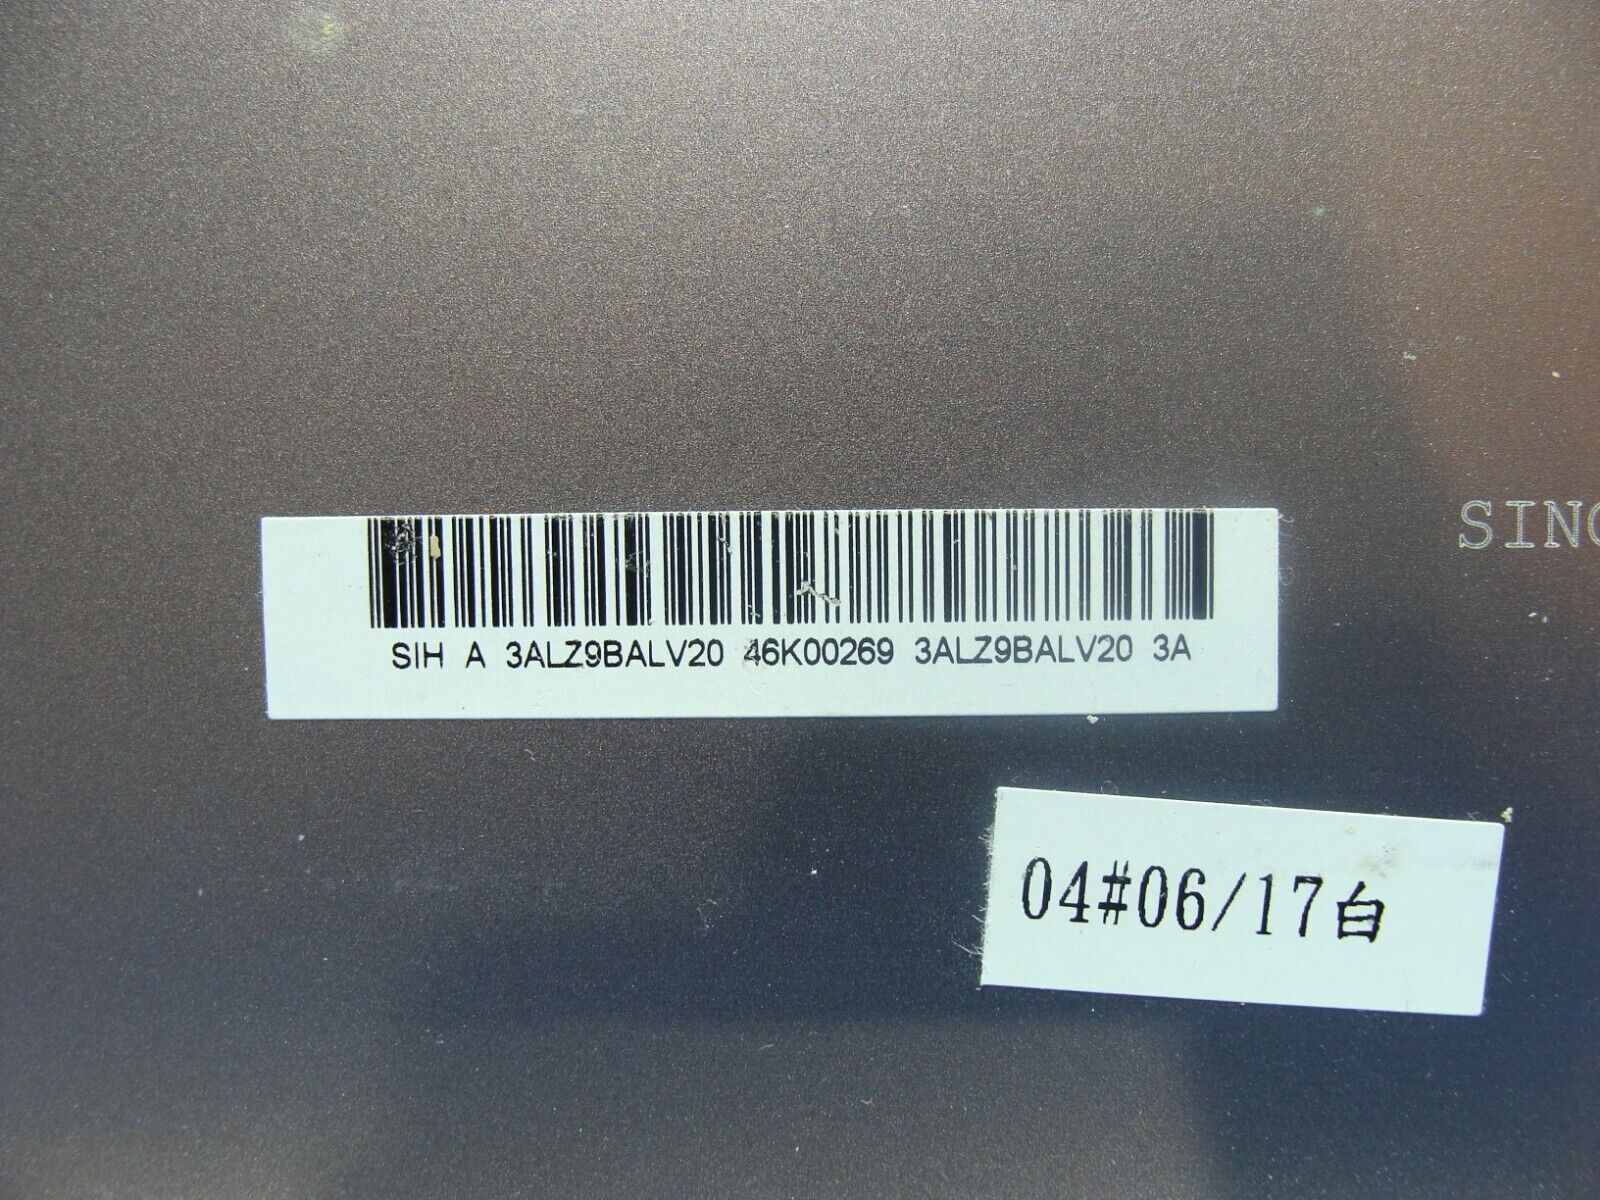 SINC
SIH A 3ALZ9BALV20 46K00269 3ALZ9BALV20 3A
04#06/17白